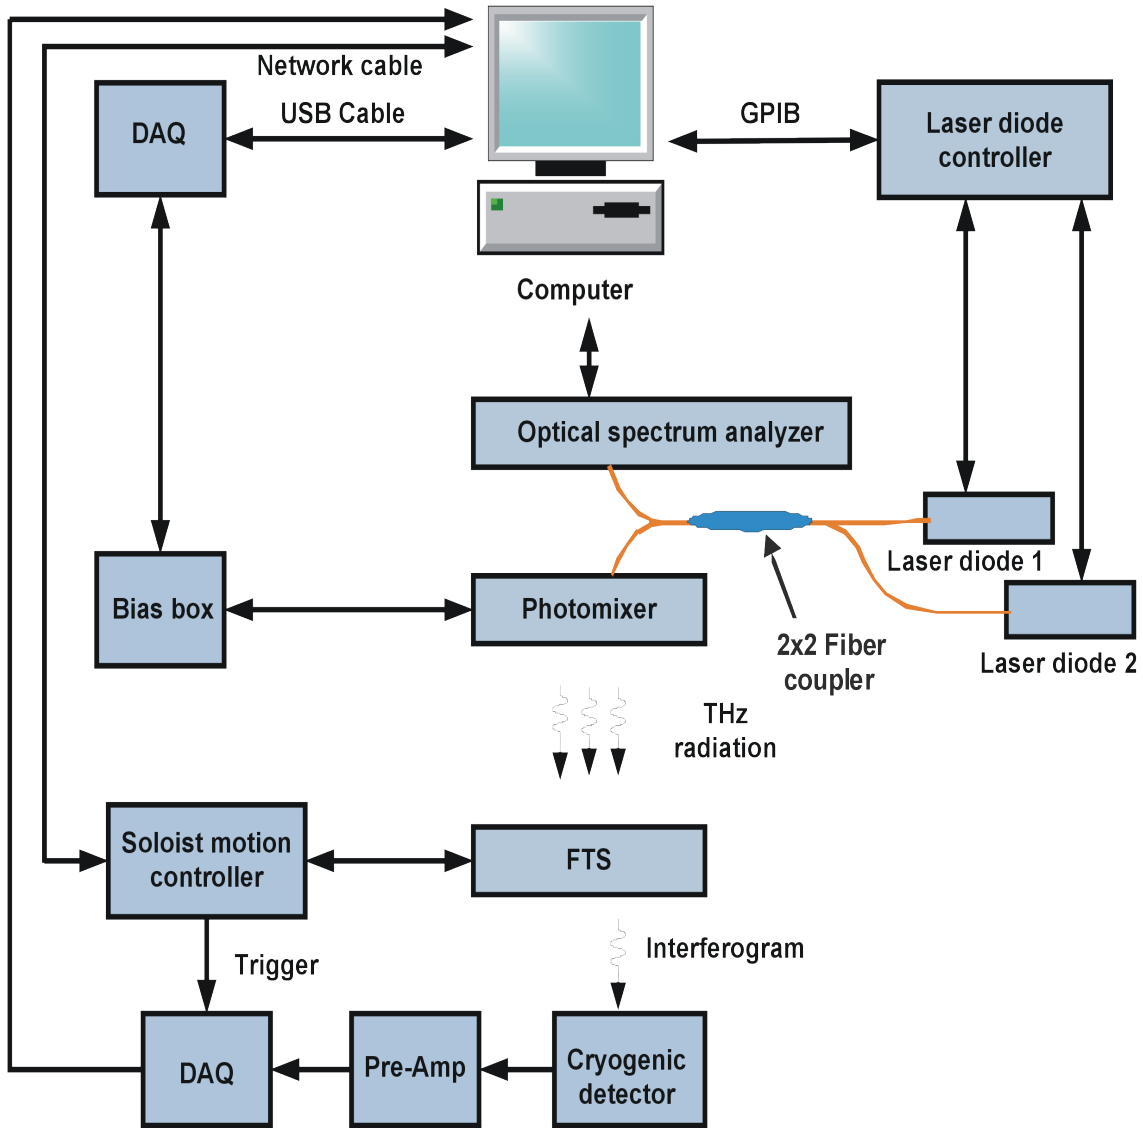 Network cable
USB Cable
DAQ
GPIB
Laser diode
controller
Computer
Optical spectrum analyzer
Laser diode 1
Bias box
Photomixer
2x2 Fiber
coupler
Laser diode 2
THz
radiation
Soloist motion
controller
FTS
Trigger
Interferogram
DAQ
Pre-Amp
Cryogenic
detector